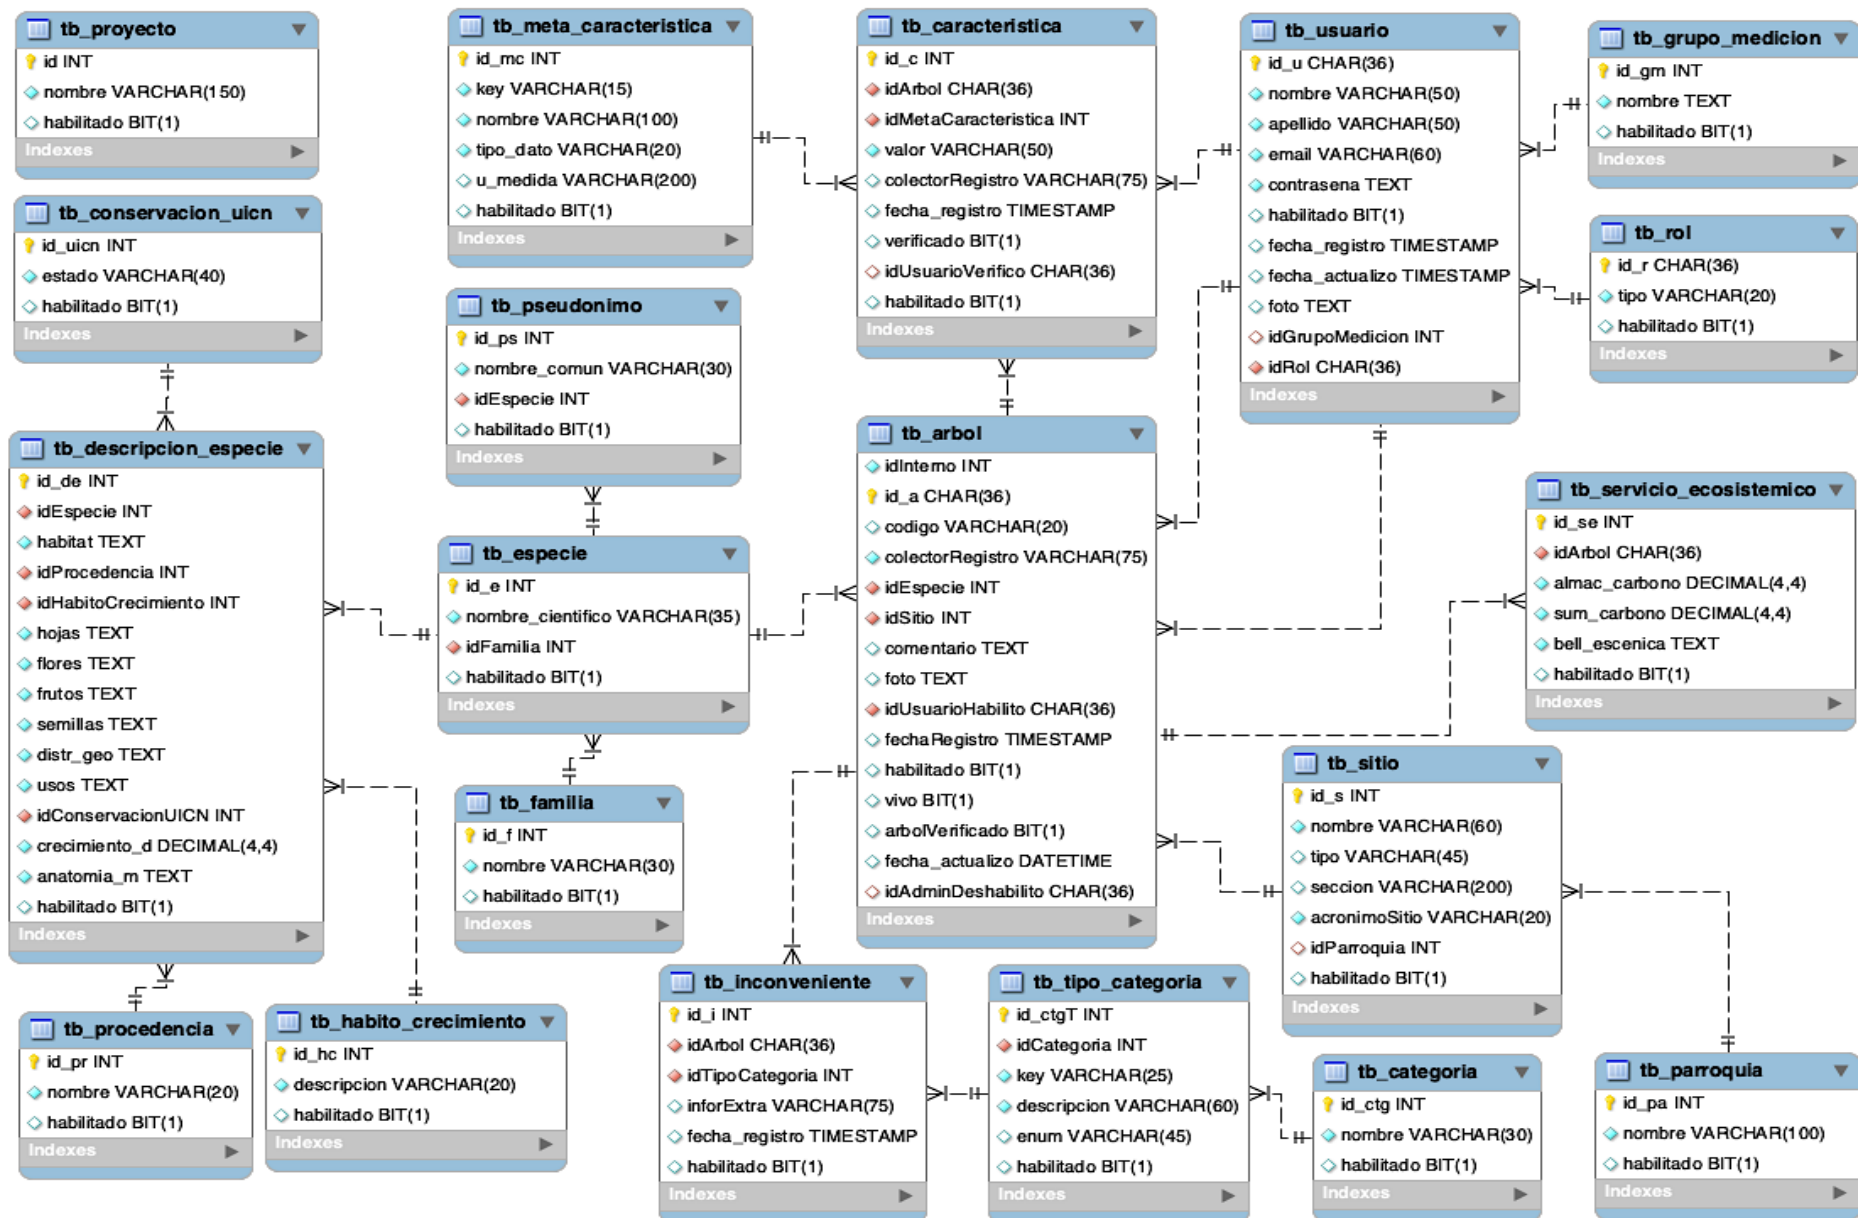 tb_proyecto
id INT
nombre VARCHAR(150)
habilitado BIT(1)
Indexes
tb_conservacion_uicn
id_uicn INT
estado VARCHAR(40)
habilitado BIT(1)
Indexes
tb_descripcion_especie
id_de INT
idEspecie INT
habitat TEXT
idProcedencia INT
idHabitoCrecimiento INT
hojas TEXT
flores TEXT
frutos TEXT
semillas TEXT
distr_geo TEXT
usos TEXT
idConservacionUICN INT
crecimiento_d DECIMAL(4,4)
anatomia_m TEXT
habilitado BIT(1)
Indexes
tb_procedencia
id_pr INT
nombre VARCHAR(20)
habilitado BIT(1)
Indexes
tb_habito_crecimiento
id_hc INT
descripcion VARCHAR(20)
habilitado BIT(1)
Indexes
tb_meta_caracteristica
id_mc INT
key VARCHAR(15)
nombre VARCHAR(100)
tipo_dato VARCHAR(20)
u_medida VARCHAR(200)
habilitado BIT(1)
Indexes
tb_pseudonimo
id_ps INT
nombre_comun VARCHAR(30)
idEspecie INT
habilitado BIT(1)
Indexes
tb_especie
id_e INT
nombre_cientifico VARCHAR(35)
idFamilia INT
habilitado BIT(1)
Indexes
tb_familia
id_f INT
nombre VARCHAR(30)
habilitado BIT(1)
Indexes
tb_caracteristica
id_c INT
idArbol CHAR(36)
idMetaCaracteristica INT
valor VARCHAR(50)
colectorRegistro VARCHAR(75)
fecha_registro TIMESTAMP
verificado BIT(1)
idUsuarioVerifico CHAR(36)
habilitado BIT(1)
Indexes
tb_arbol
idInterno INT
id_a CHAR(36)
codigo VARCHAR(20)
colectorRegistro VARCHAR(75)
idEspecie INT
idSitio INT
comentario TEXT
foto TEXT
idUsuarioHabilito CHAR(36)
fechaRegistro TIMESTAMP
habilitado BIT(1)
vivo BIT(1)
arbolVerificado BIT(1)
fecha_actualizo DATETIME
idAdminDeshabilito CHAR(36)
Indexes
tb_inconveniente
id_i INT
idArbol CHAR(36)
idTipoCategoria INT
inforExtra VARCHAR(75)
fecha_registro TIMESTAMP
habilitado BIT(1)
Indexes
tb_tipo_categoria
id_ctgT INT
idCategoria INT
key VARCHAR(25)
descripcion VARCHAR(60)
enum VARCHAR(45)
habilitado BIT(1)
Indexes
tb_usuario
id_u CHAR(36)
nombre VARCHAR(50)
apellido VARCHAR(50)
email VARCHAR(60)
contrasena TEXT
habilitado BIT(1)
fecha_registro TIMESTAMP
fecha_actualizo TIMESTAMP
foto TEXT
idGrupoMedicion INT
idRol CHAR(36)
Indexes
tb_grupo_medicion
id_gm INT
nombre TEXT
habilitado BIT(1)
Indexes
tb_rol
id_r CHAR(36)
tipo VARCHAR(20)
habilitado BIT(1)
Indexes
tb_servicio_ecosistemico
id_se INT
idArbol CHAR(36)
almac_carbono DECIMAL(4,4)
sum_carbono DECIMAL(4,4)
bell_escenica TEXT
habilitado BIT(1)
Indexes
tb_sitio
id_s INT
nombre VARCHAR(60)
tipo VARCHAR(45)
seccion VARCHAR(200)
acronimoSitio VARCHAR(20)
idParroquia INT
habilitado BIT(1)
Indexes
tb_categoria
id_ctg INT
nombre VARCHAR(30)
habilitado BIT(1)
Indexes
tb_parroquia
id_pa INT
nombre VARCHAR(100)
habilitado BIT(1)
Indexes